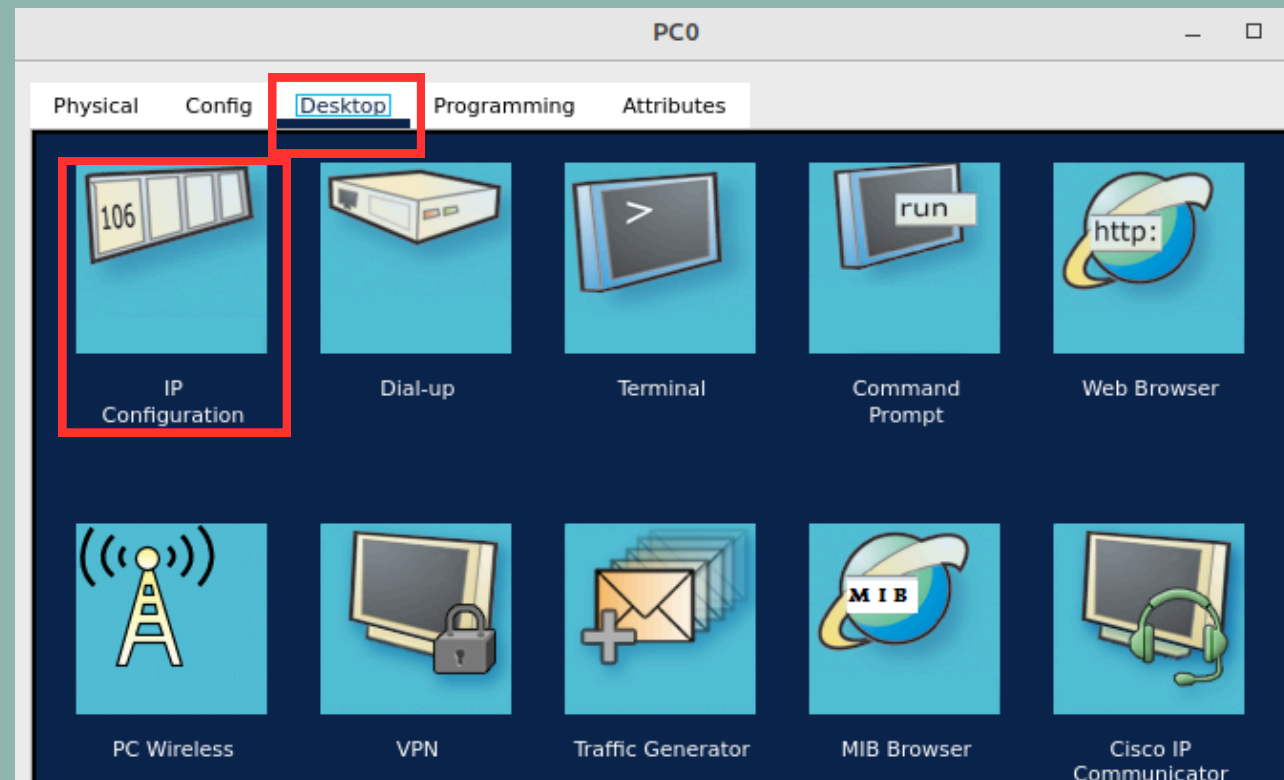 PC0
Physical Config Desktop Programming Attributes
106
>
run
http:
IP
Configuration
Dial-up
Terminal
Command
Prompt
Web Browser
MIB
PC Wireless
VPN
Traffic Generator
MIB Browser
Cisco IP
Communicator